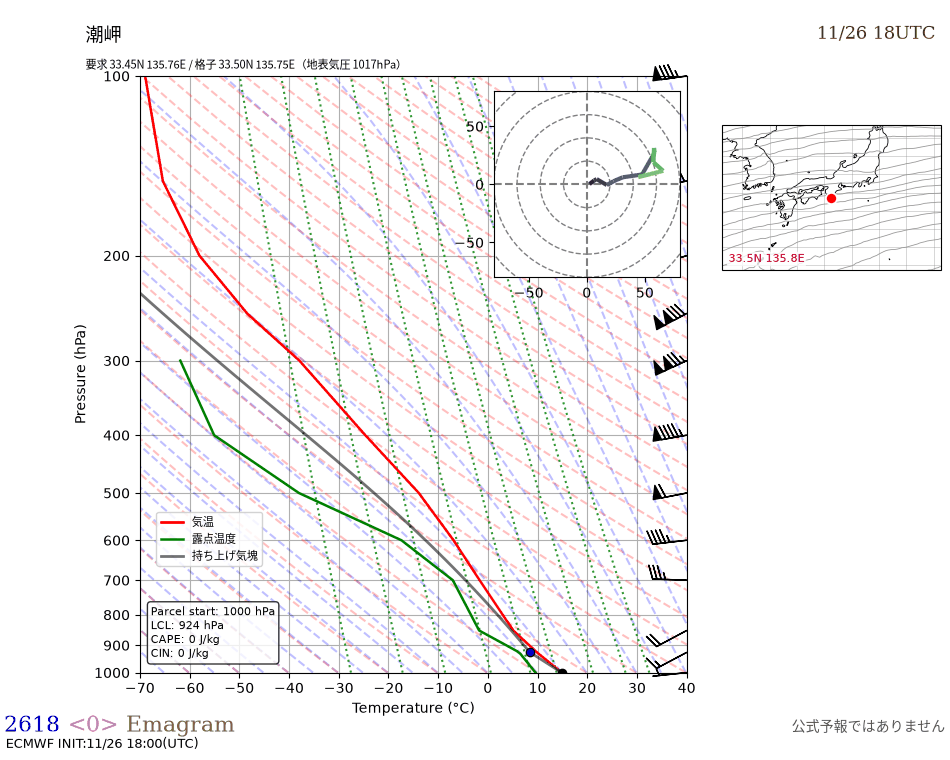 潮岬
11/26 18UTC
要求 33.45N 135.76E / 格子 33.50N 135.75E（地表気圧 1017hPa）
100
200
300
400
500
600
700
800
900
1000
Pressure (hPa)
50
0
−50
−50 0 50
33.5N 135.8E
気温
露点温度
持ち上げ気塊
Parcel start: 1000 hPa
LCL: 924 hPa
CAPE: 0 J/kg
CIN: 0 J/kg
−70 −60 −50 −40 −30 −20 −10 0 10 20 30 40
Temperature (°C)
2618 <0> Emagram
公式予報ではありません
ECMWF INIT:11/26 18:00(UTC)